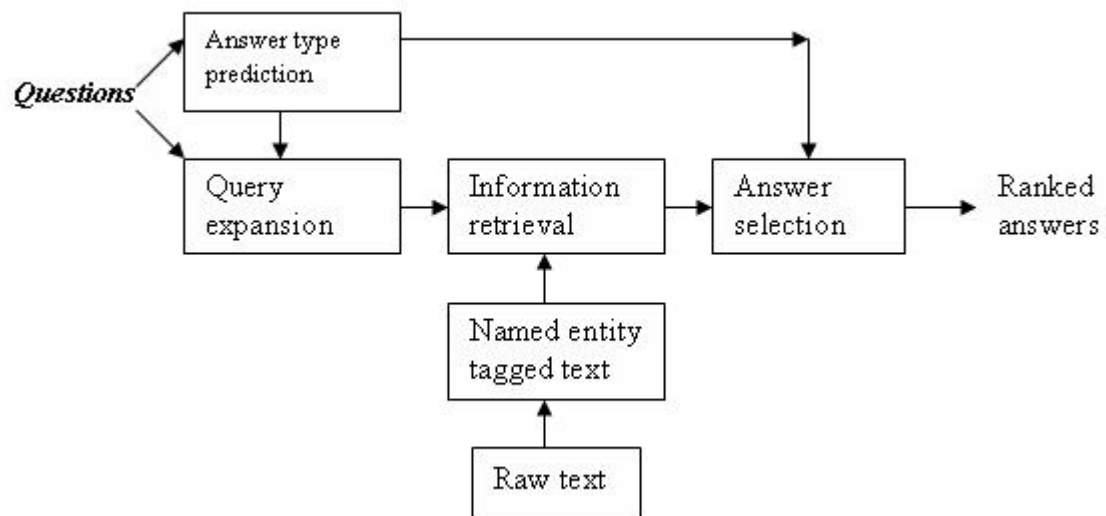 Answer type
prediction
Questions
Query
expansion
Information
retrieval
Answer
selection
Ranked
answers
Named entity
tagged text
Raw text